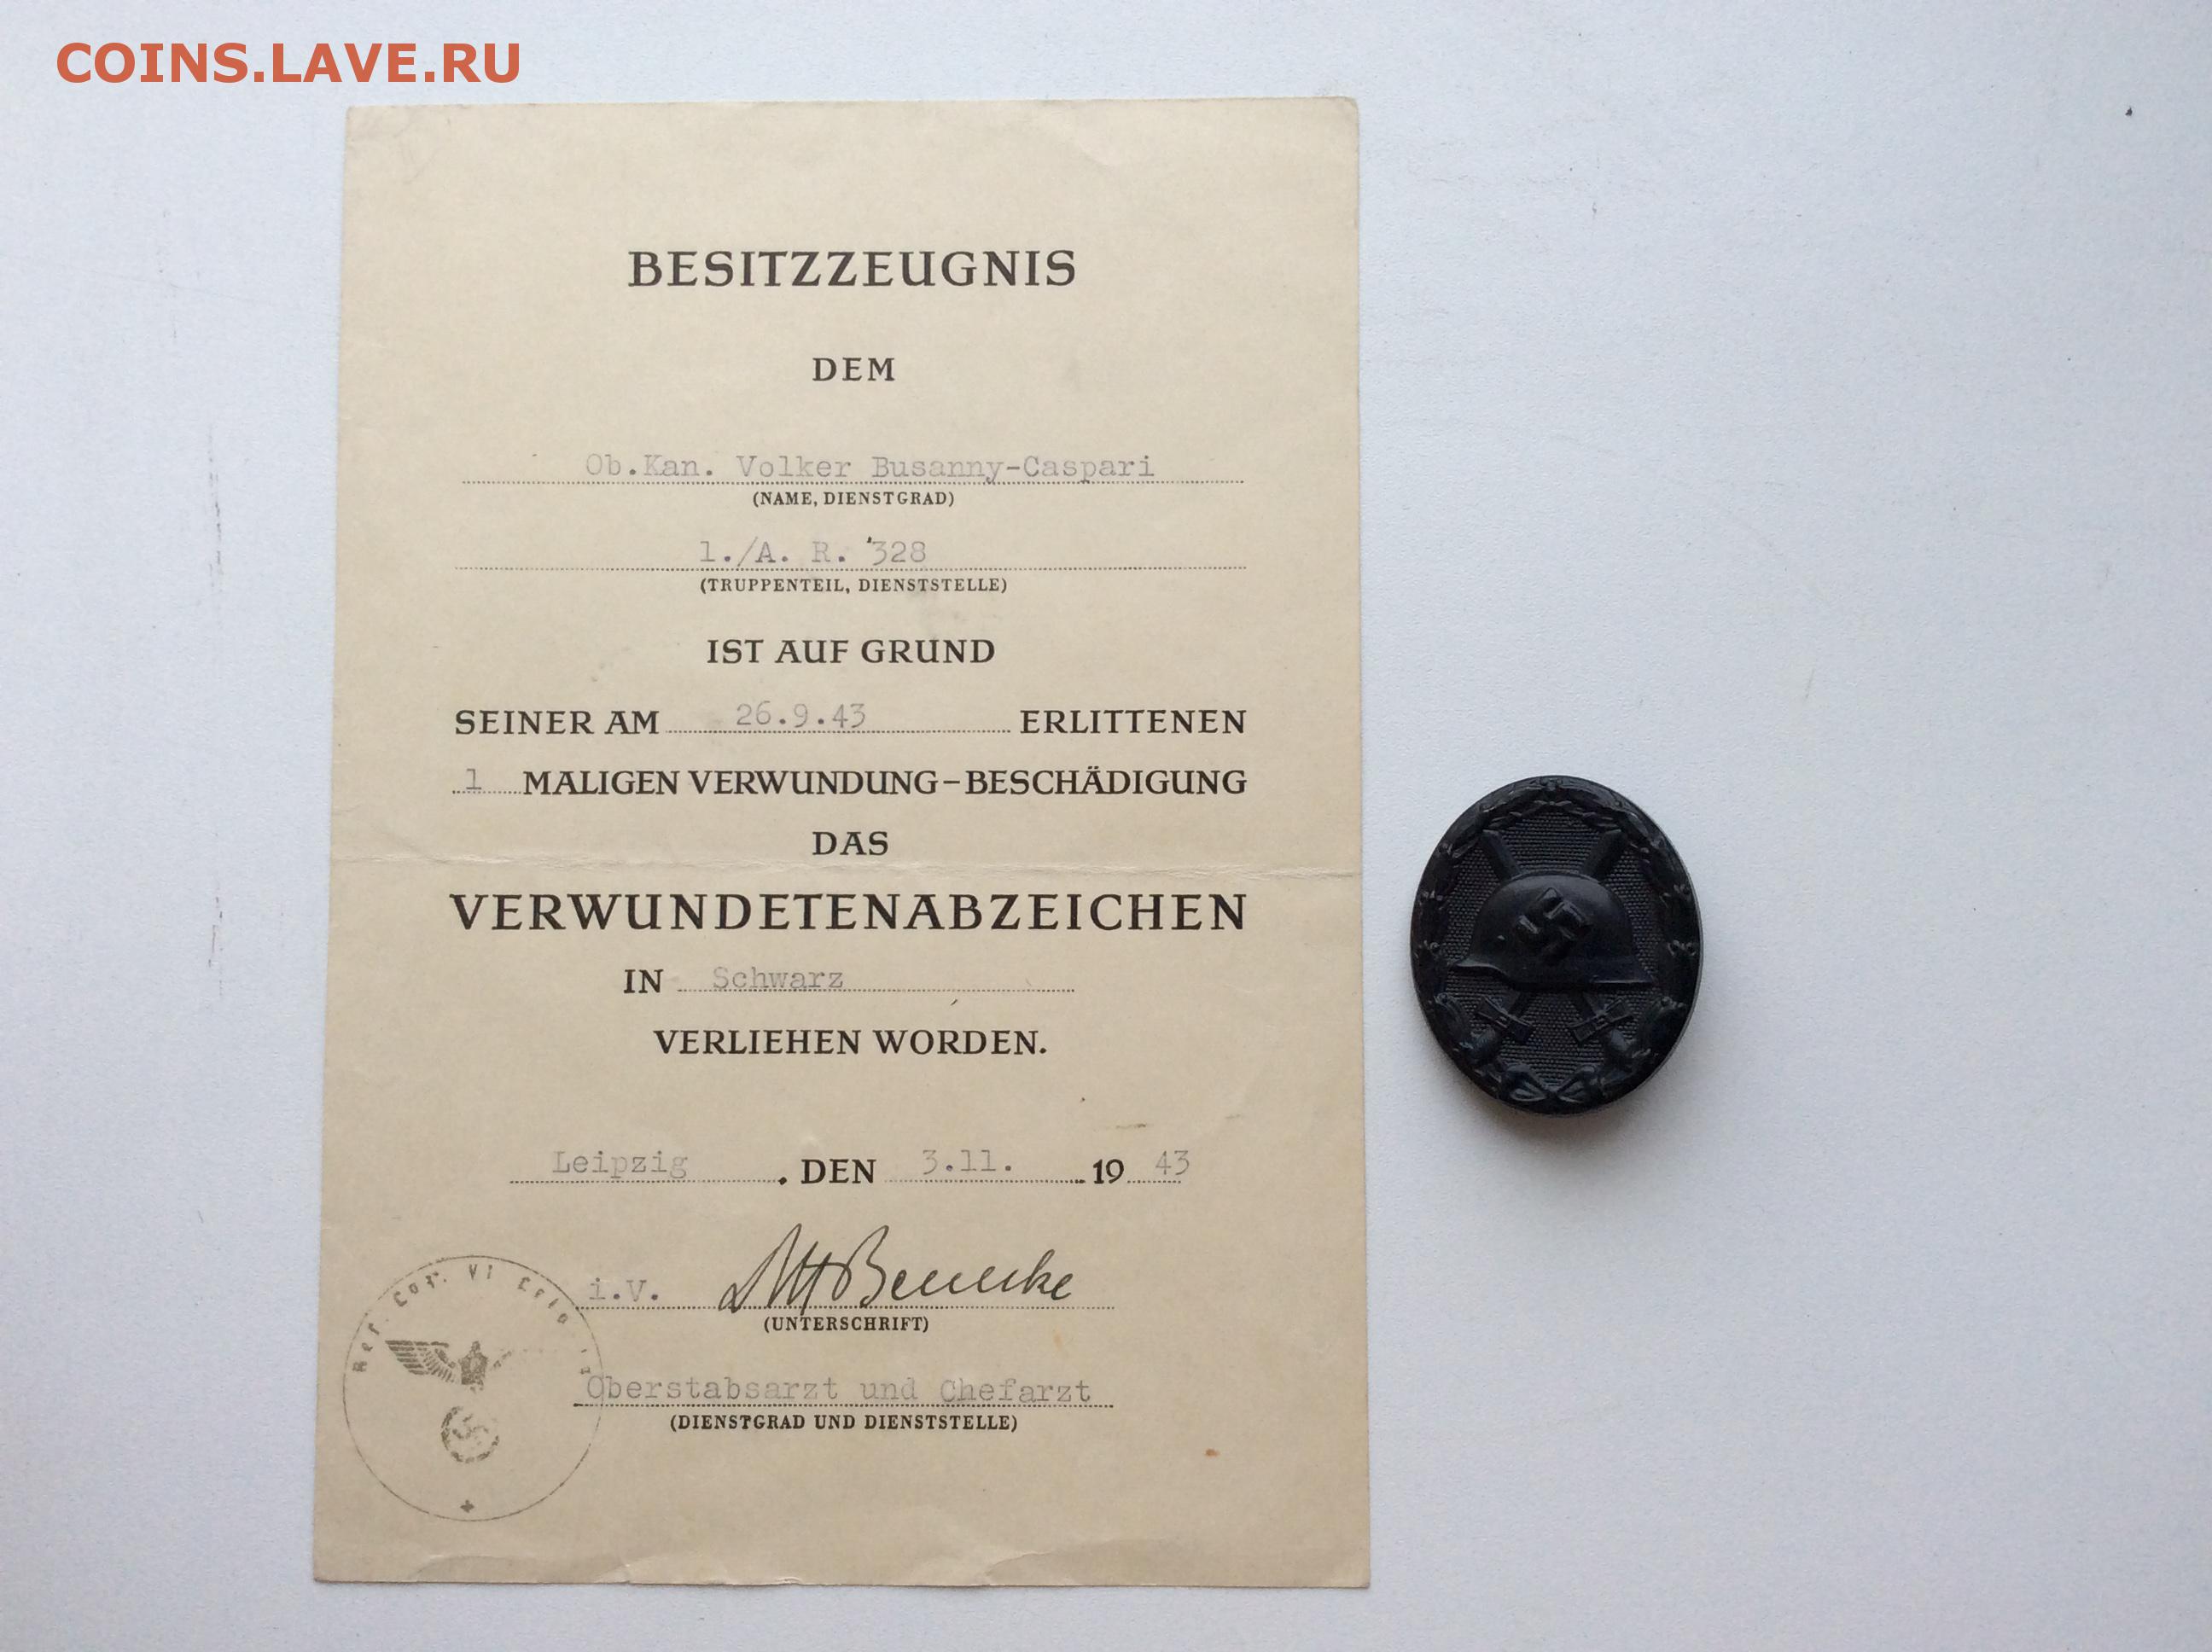 COINS.LAVE.RU
BESITZZEUGNIS
DEM
Ob.Kan. Volker Busanny-Caspari
(NAME, DIENSTGRAD)
1./A. R. 328
(TRUPPENTEIL, DIENSTSTELLE)
IST AUF GRUND
SEINER AM 26.9.43 ERLITTENEN
1 MALIGEN VERWUNDUNG-BESCHÄDIGUNG
DAS
VERWUNDETENABZEICHEN
IN Schwarz
VERLIEHEN WORDEN.
Leipzig, DEN 3.11. 1943
i.V.
(UNTERSCHRIFT)
Oberstabsarzt und Chefarzt
(DIENSTGRAD UND DIENSTSTELLE)